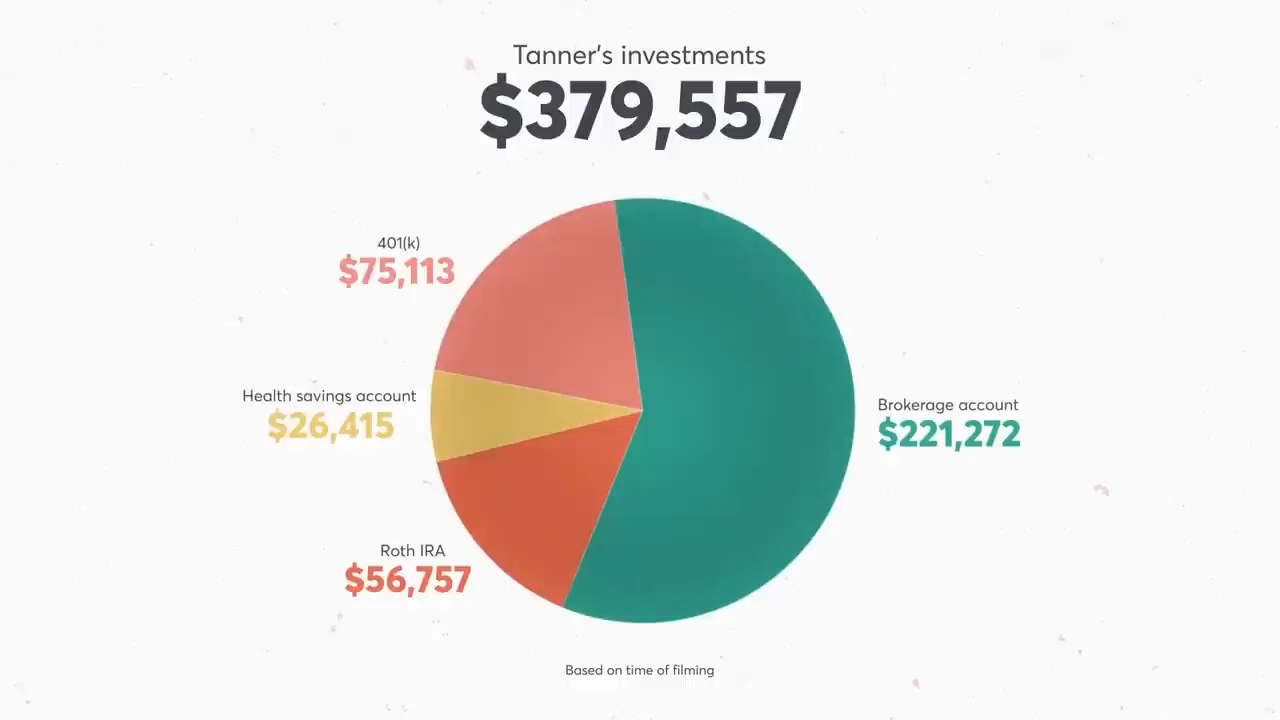 Tanner's investments
$379,557
401(k)
$75,113
Health savings account
$26,415
Brokerage account
$221,272
Roth IRA
$56,757
Based on time of filming